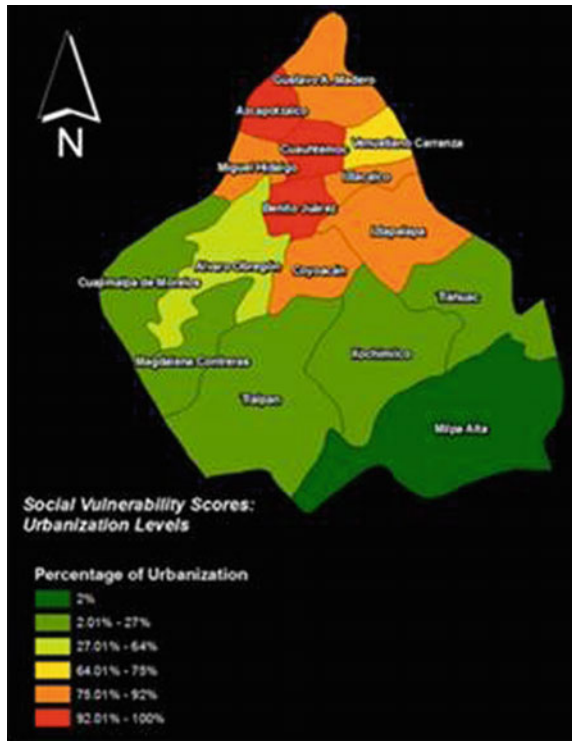 Gustavo A. Madero
Azcapotzalco
Cuauhtemoc
Venustiano Carranza
Miguel Hidalgo
Iztacalco
Benito Juárez
Iztapalapa
Alvaro Obregón
Coyoacán
Cuajimalpa de Morelos
Tláhuac
Magdalena Contreras
Xochimilco
Tlalpan
Milpa Alta
N
Social Vulnerability Scores:
Urbanization Levels
Percentage of Urbanization
2%
2.01% - 27%
27.01% - 64%
64.01% - 75%
75.01% - 92%
92.01% - 100%